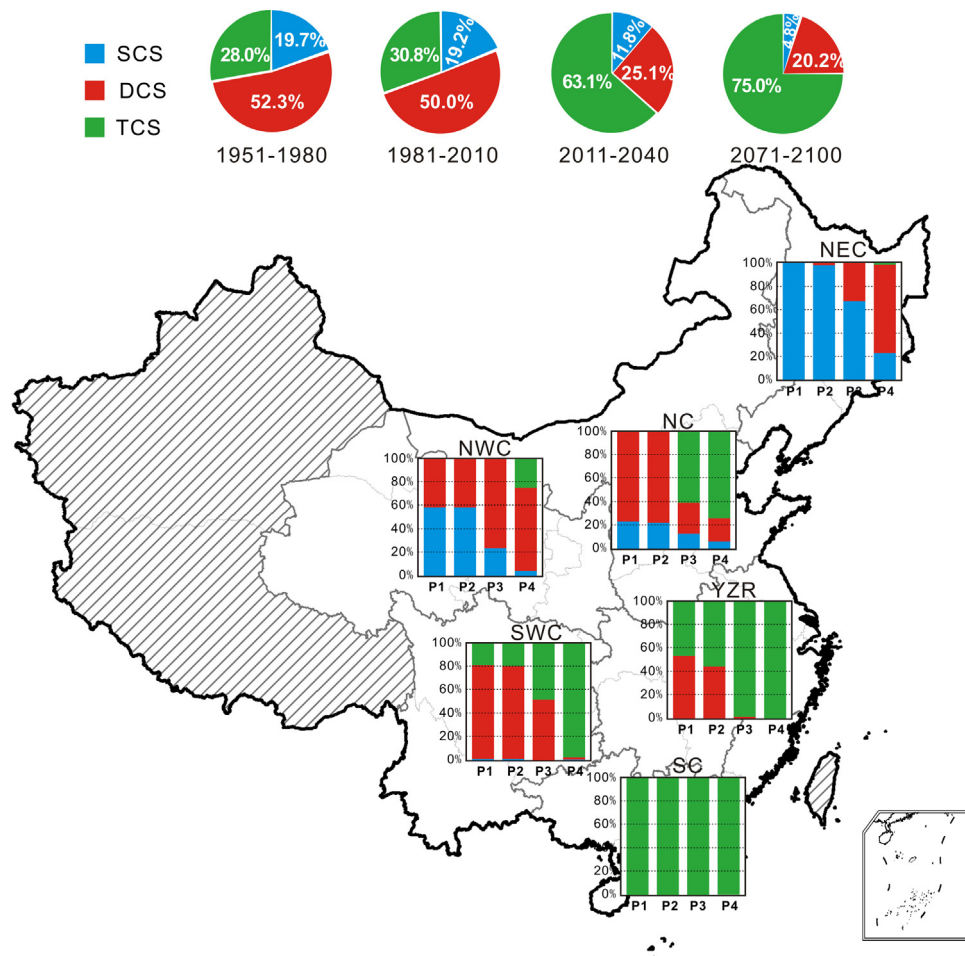 SCS
DCS
TCS
28.0% 19.7%
52.3%
30.8% 19.2%
50.0%
11.8%
63.1% 25.1%
4.8%
75.0% 20.2%
1951-1980 1981-2010 2011-2040 2071-2100
NEC
100%
80%
60%
40%
20%
0%
P1 P2 P3 P4
NC
100%
80%
60%
40%
20%
0%
P1 P2 P3 P4
NWC
100%
80%
60%
40%
20%
0%
P1 P2 P3 P4
YZR
100%
80%
60%
40%
20%
0%
P1 P2 P3 P4
SWC
100%
80%
60%
40%
20%
0%
P1 P2 P3 P4
SC
100%
80%
60%
40%
20%
0%
P1 P2 P3 P4